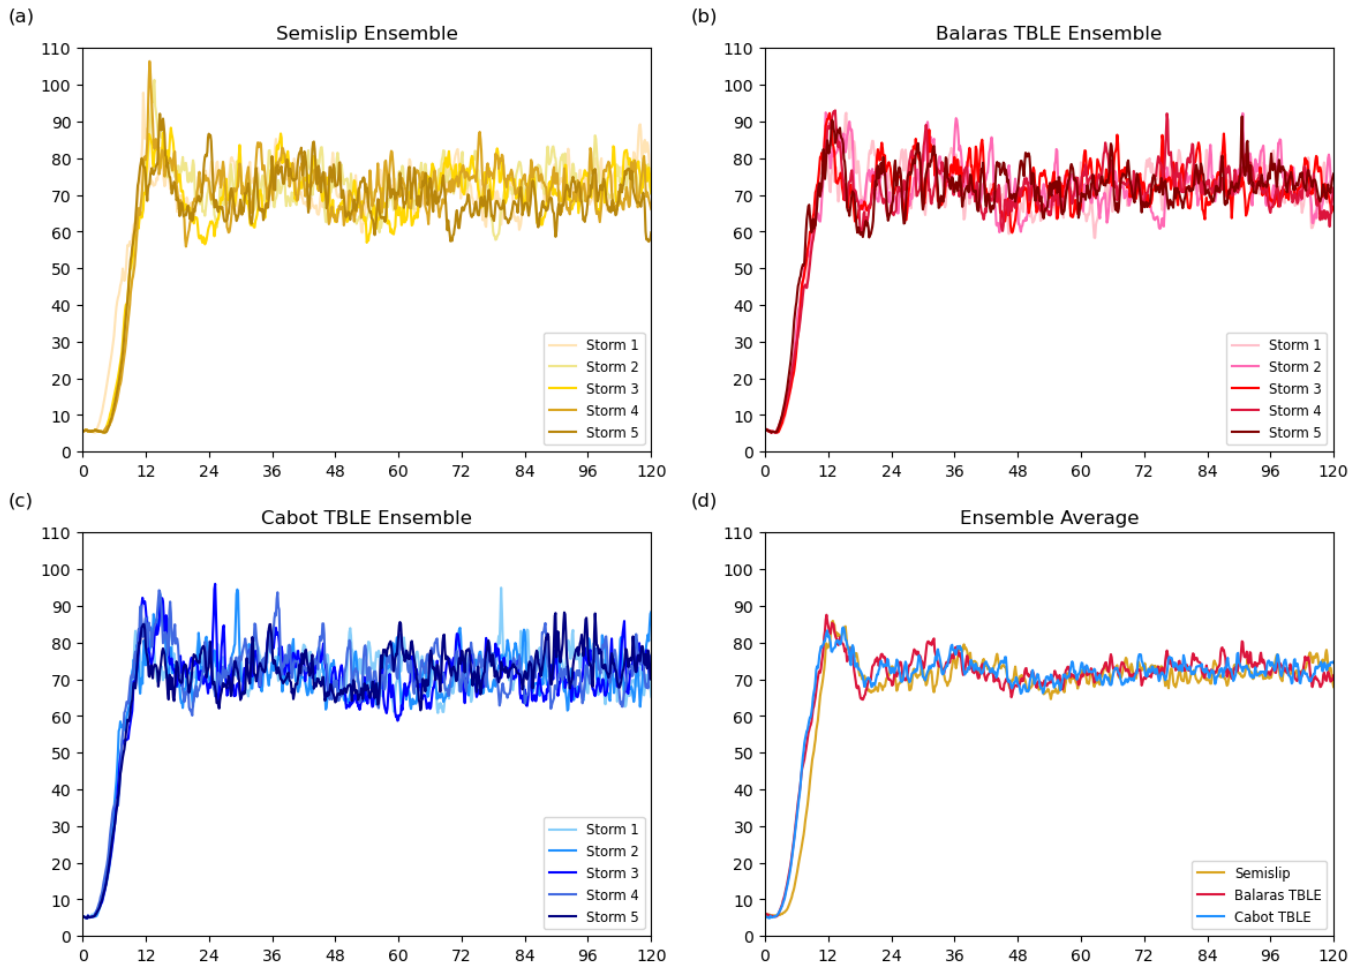 (a)
Semislip Ensemble
110
100
90
80
70
60
50
40
30
20
10
0
0 12 24 36 48 60 72 84 96 120
Storm 1
Storm 2
Storm 3
Storm 4
Storm 5
(b)
Balaras TBLE Ensemble
110
100
90
80
70
60
50
40
30
20
10
0
0 12 24 36 48 60 72 84 96 120
Storm 1
Storm 2
Storm 3
Storm 4
Storm 5
(c)
Cabot TBLE Ensemble
110
100
90
80
70
60
50
40
30
20
10
0
0 12 24 36 48 60 72 84 96 120
Storm 1
Storm 2
Storm 3
Storm 4
Storm 5
(d)
Ensemble Average
110
100
90
80
70
60
50
40
30
20
10
0
0 12 24 36 48 60 72 84 96 120
Semislip
Balaras TBLE
Cabot TBLE